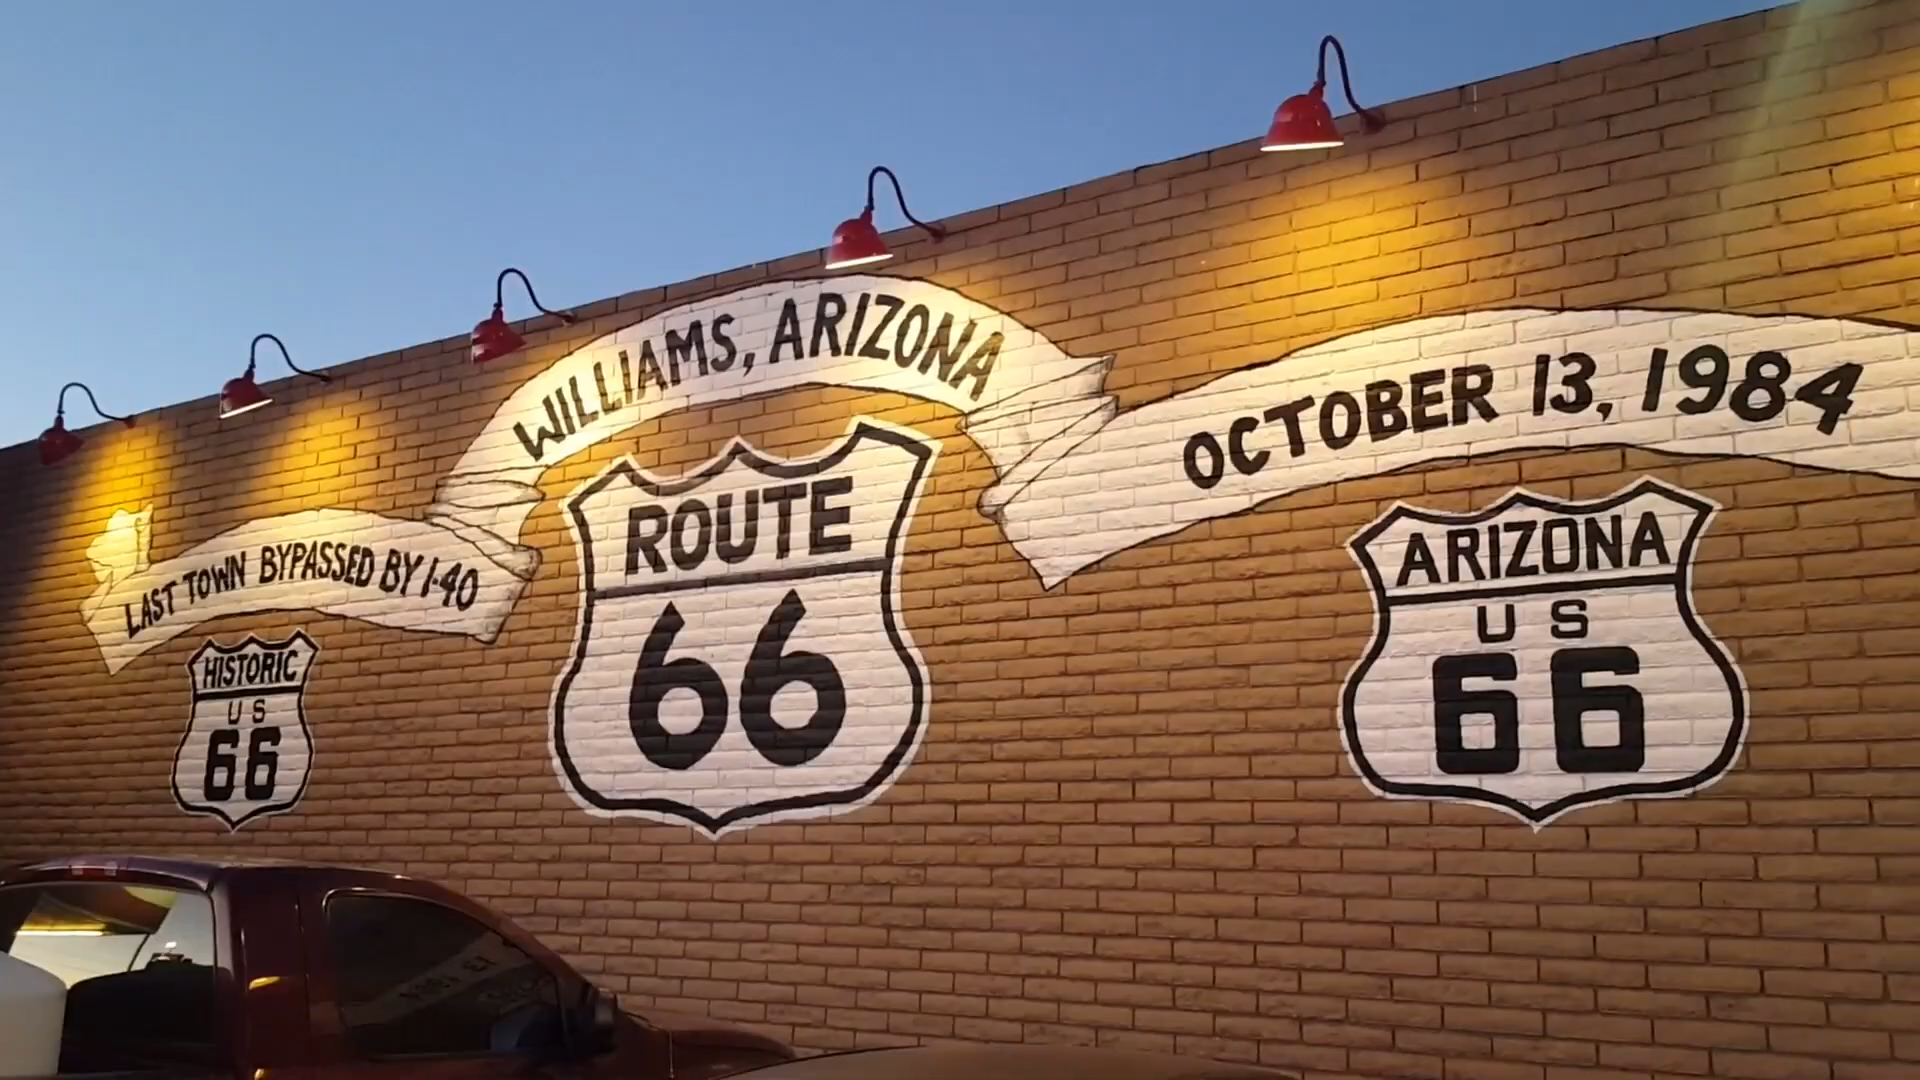 LAST TOWN BYPASSED BY I-40
WILLIAMS, ARIZONA
OCTOBER 13, 1984
HISTORIC
US
66
ROUTE
66
ARIZONA
US
66